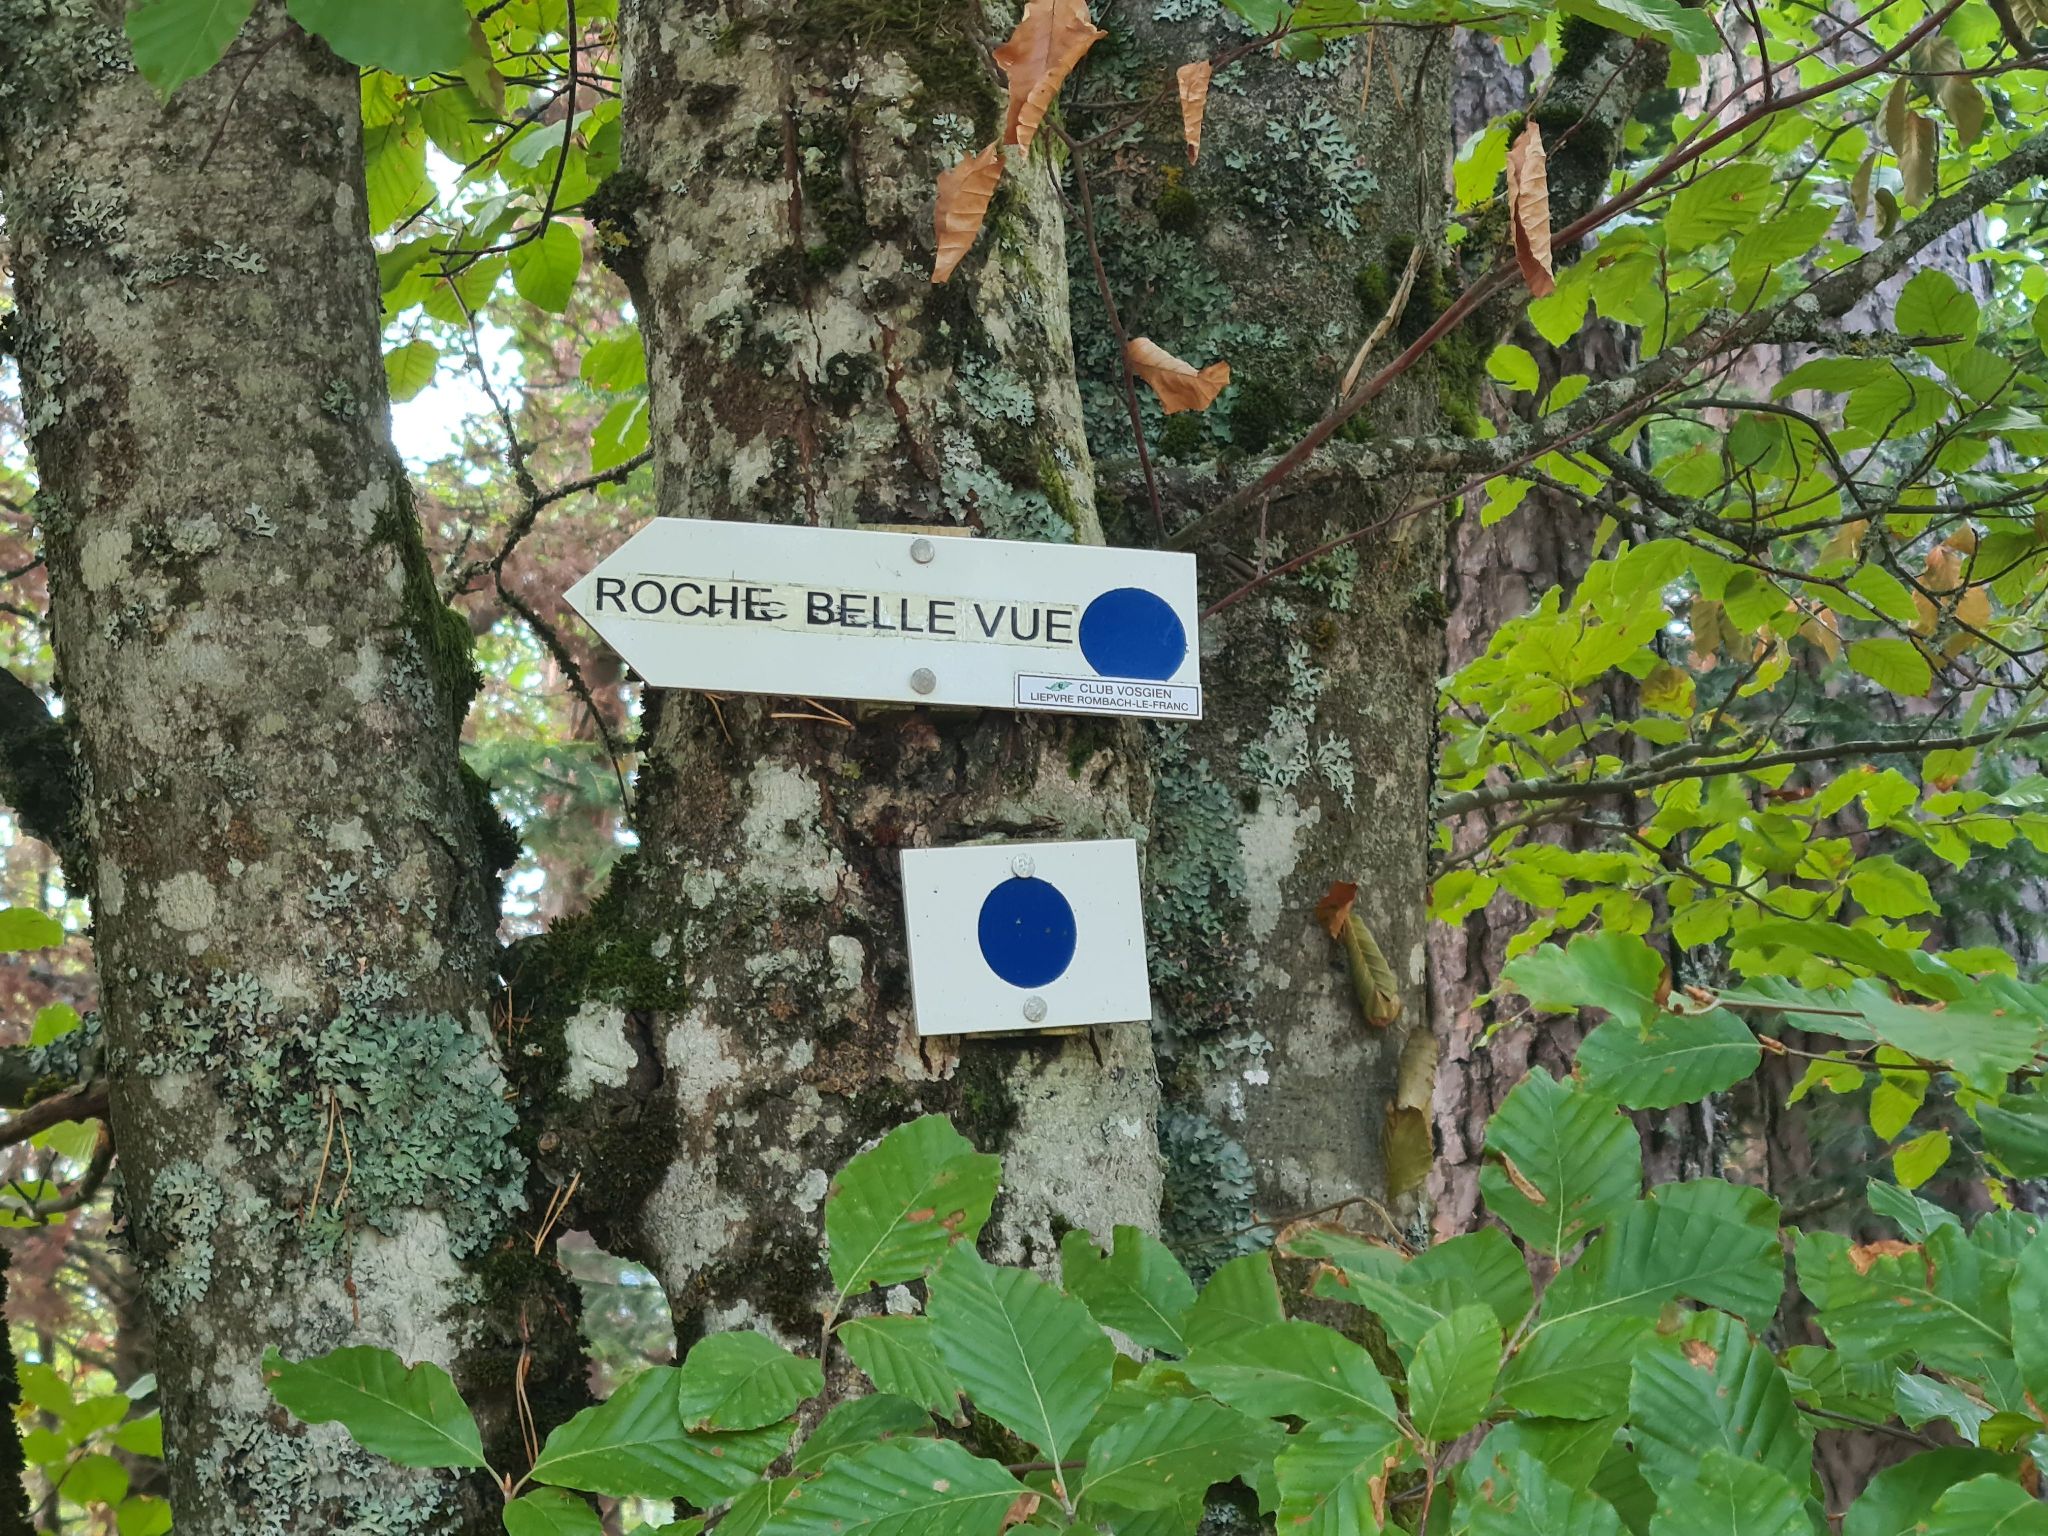 ROCHE BELLE VUE
CLUB VOSGIEN
LIEPVRE ROMBACH-LE-FRANC